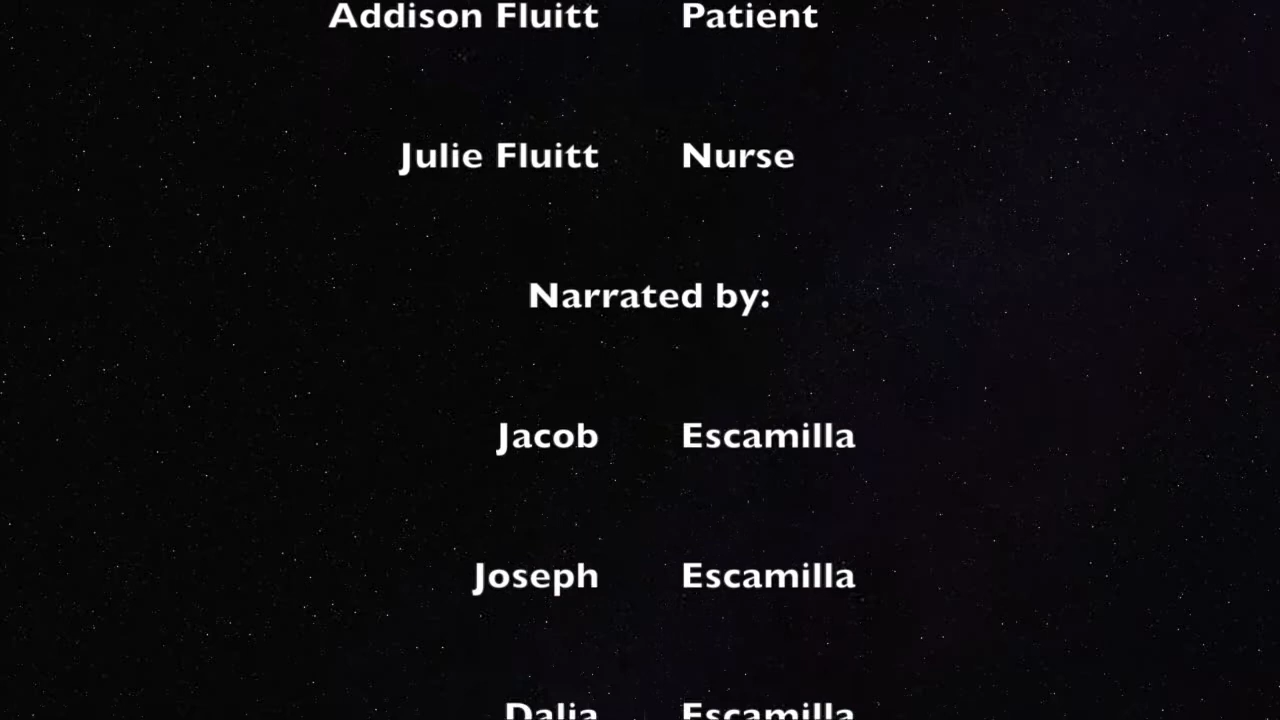 Addison Fluitt Patient
Julie Fluitt Nurse
Narrated by:
Jacob Escamilla
Joseph Escamilla
Dalia Escamilla